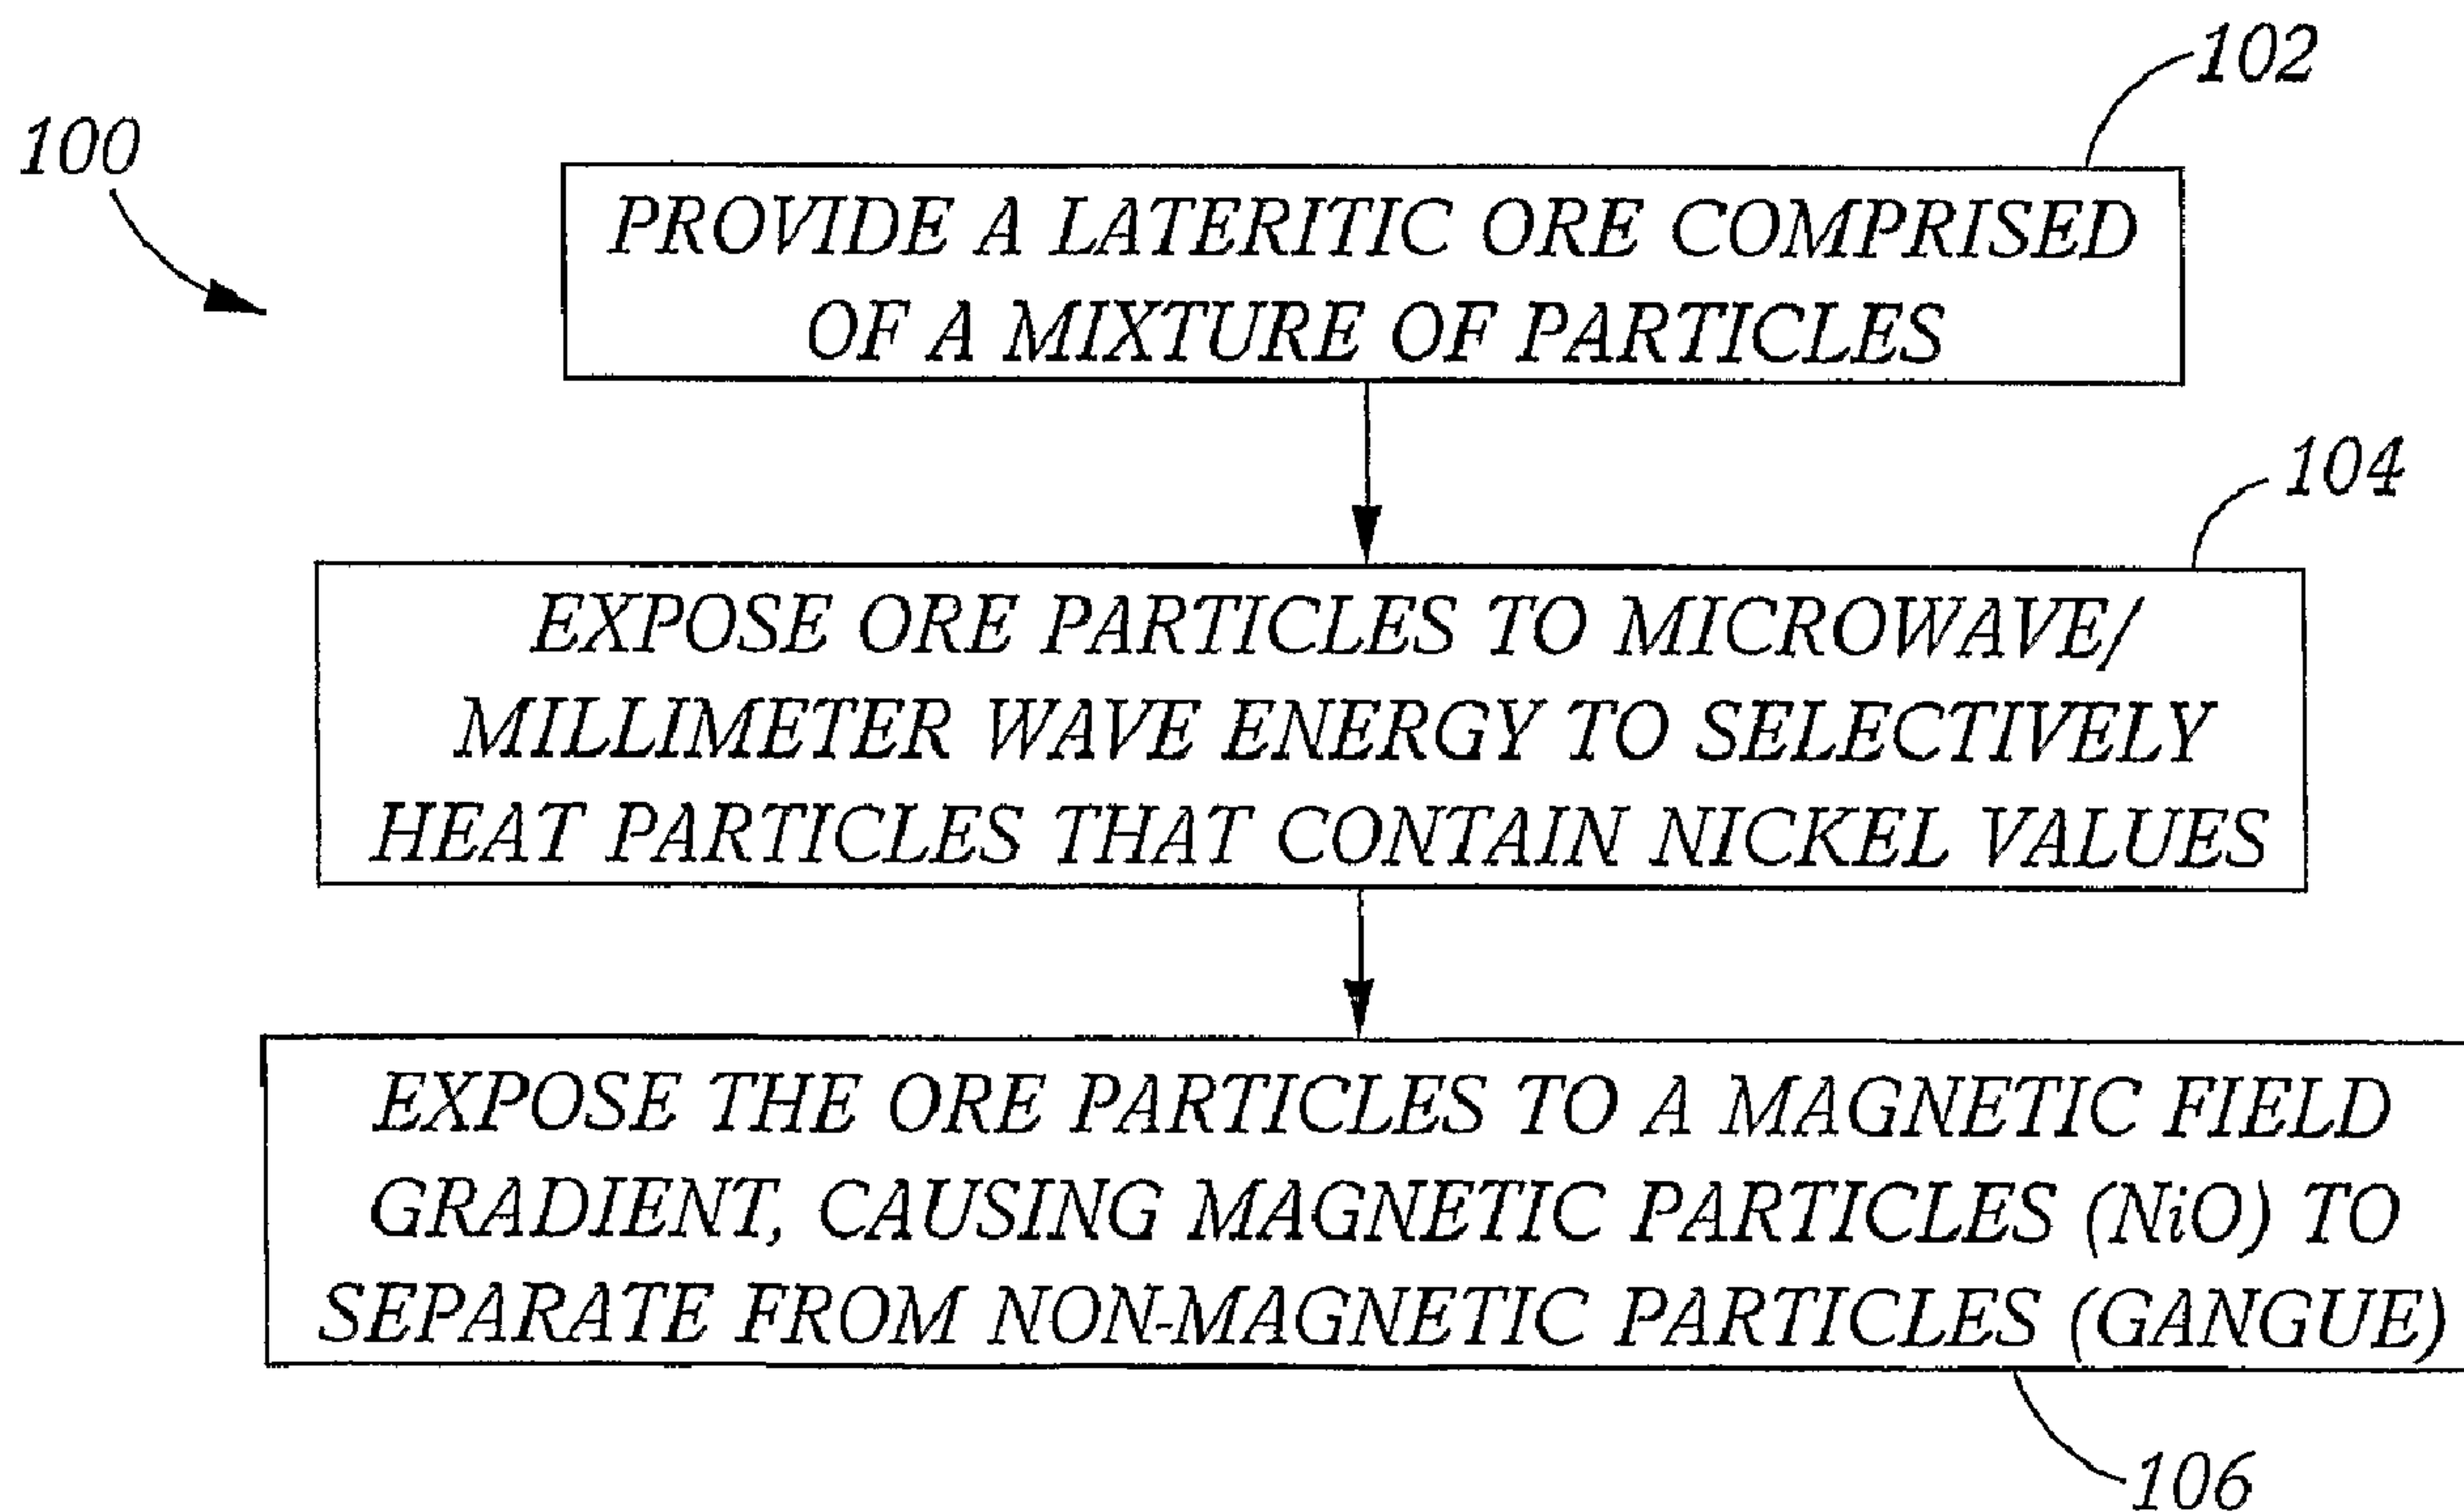 102
100
PROVIDE A LATERITIC ORE COMPRISED
OF A MIXTURE OF PARTICLES
104
EXPOSE ORE PARTICLES TO MICROWAVE/
MILLIMETER WAVE ENERGY TO SELECTIVELY
HEAT PARTICLES THAT CONTAIN NICKEL VALUES
EXPOSE THE ORE PARTICLES TO A MAGNETIC FIELD
GRADIENT, CAUSING MAGNETIC PARTICLES (NiO) TO
SEPARATE FROM NON-MAGNETIC PARTICLES (GANGUE)
106